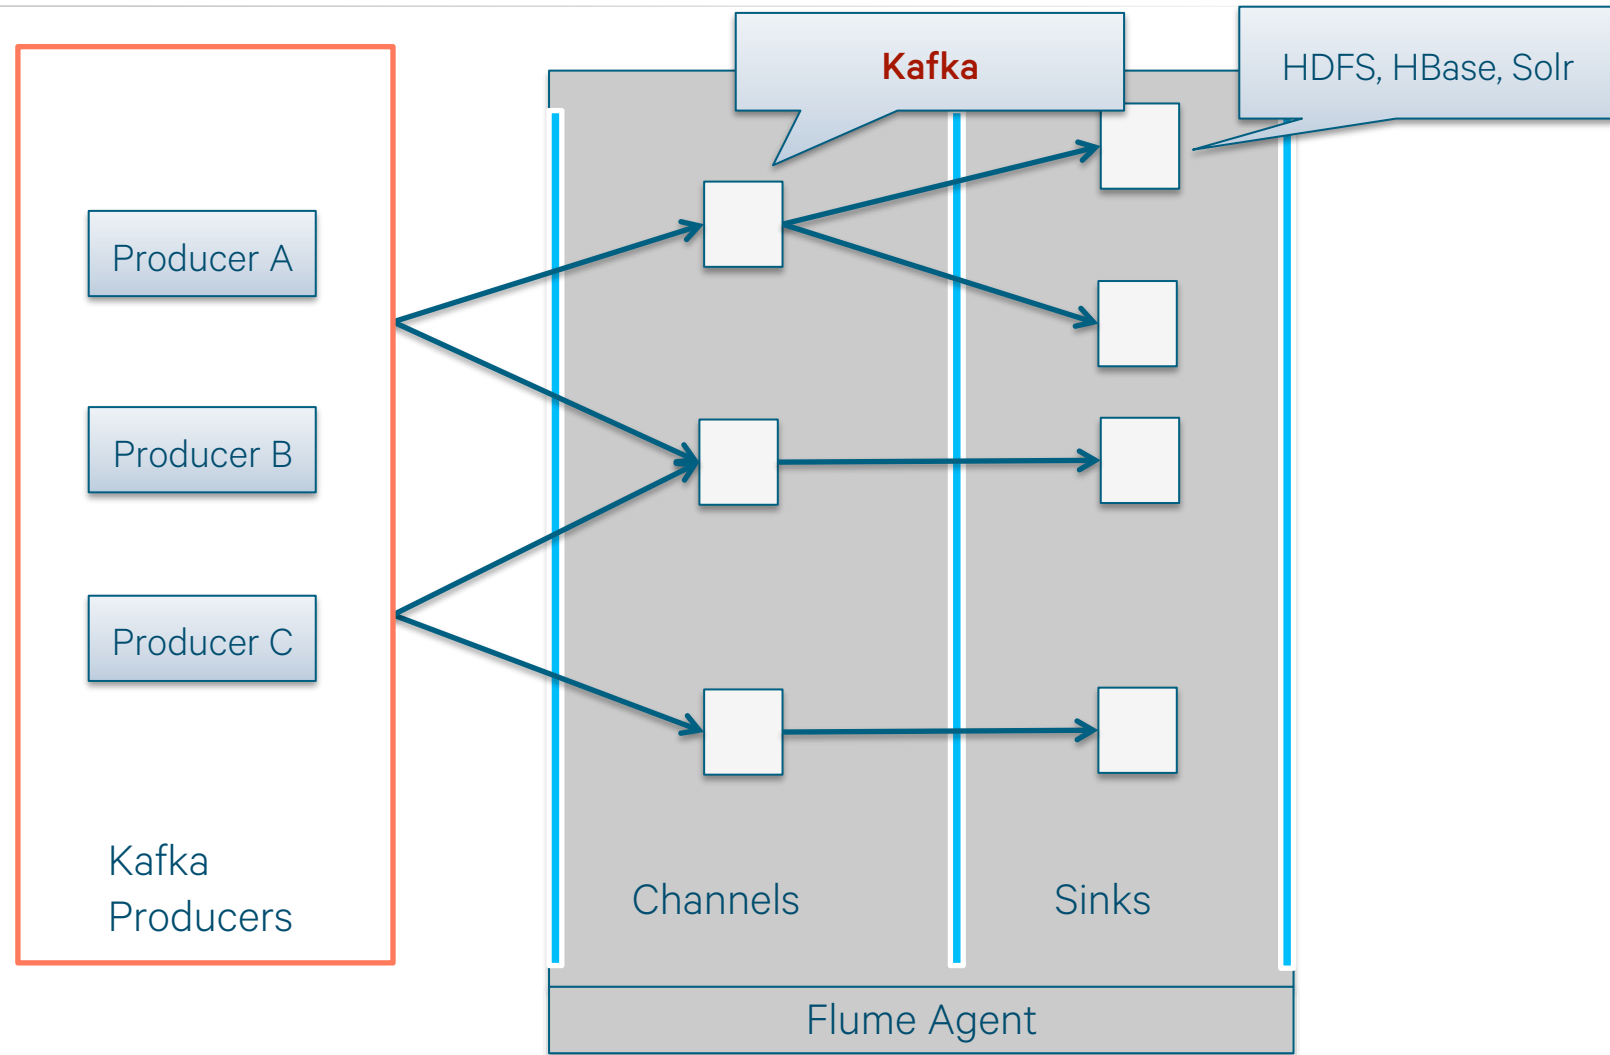 Kafka
HDFS, HBase, Solr
Producer A
Producer B
Producer C
Kafka
Producers
Channels
Sinks
Flume Agent